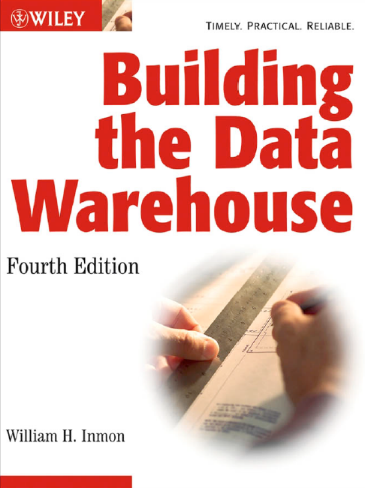 WILEY
TIMELY. PRACTICAL. RELIABLE.
Building
the Data
Warehouse
Fourth Edition
William H. Inmon